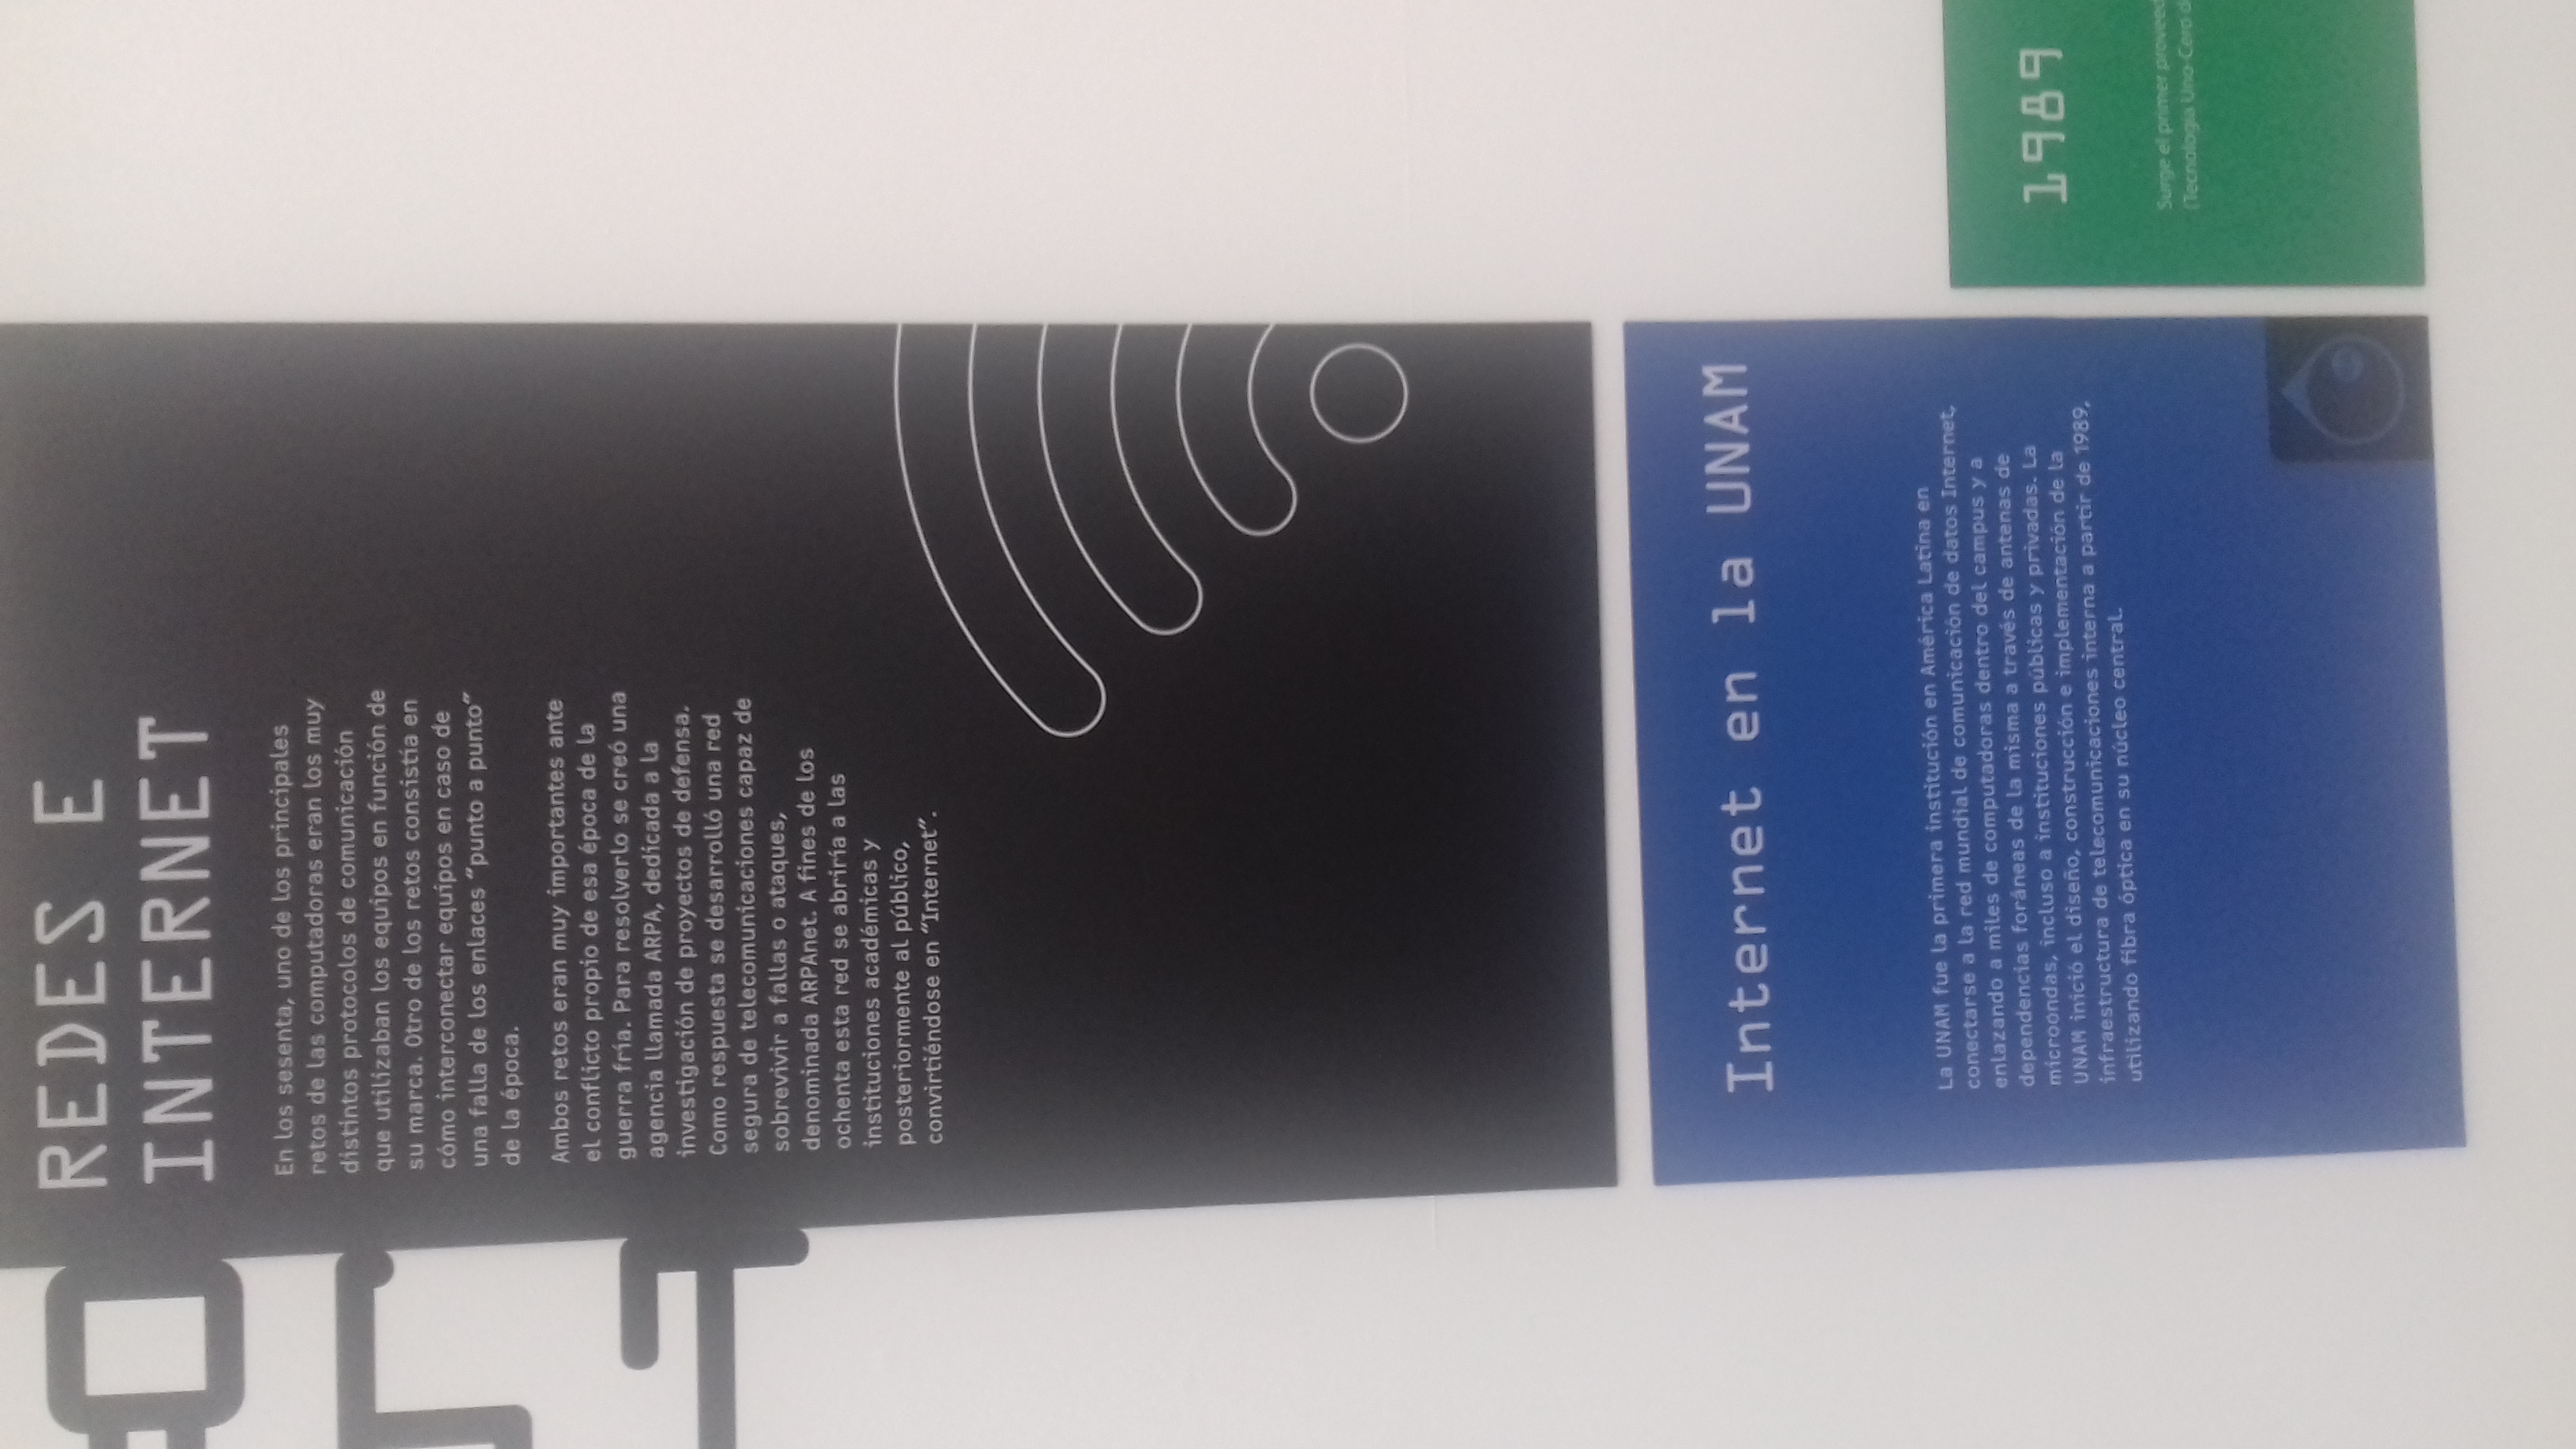 REDES E
INTERNET
En los sesenta, uno de los principales
retos de las computadoras eran los muy
distintos protocolos de comunicación
que utilizaban los equipos en función de
su marca. Otro de los retos consistía en
cómo interconectar equipos en caso de
una falla de los enlaces “punto a punto”
de la época.
Ambos retos eran muy importantes ante
el conflicto propio de esa época de la
guerra fría. Para resolverlo se creó una
agencia llamada ARPA, dedicada a la
investigación de proyectos de defensa.
Como respuesta se desarrolló una red
segura de telecomunicaciones capaz de
sobrevivir a fallas o ataques,
denominada ARPAnet. A fines de los
ochenta esta red se abriría a las
instituciones académicas y
posteriormente al público,
convirtiéndose en “Internet”.
Internet en la UNAM
La UNAM fue la primera institución en América Latina en
conectarse a la red mundial de comunicación de datos Internet,
enlazando a miles de computadoras dentro del campus y a
dependencias foráneas de la misma a través de antenas de
microondas, incluso a instituciones públicas y privadas. La
UNAM inició el diseño, construcción e implementación de la
infraestructura de telecomunicaciones interna a partir de 1989,
utilizando fibra óptica en su núcleo central.
1989
Surge el primer
(Tecnología Uno-Cero